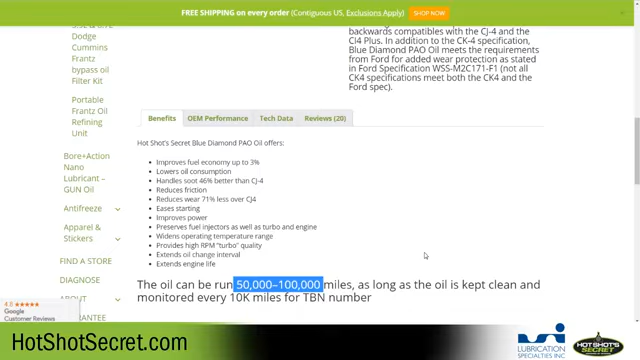 FREE SHIPPING on every order (Contiguous US, Exclusions Apply) SHOP NOW
Dodge
Cummins
Frantz
bypass oil
Filter Kit
Portable
Frantz Oil
Refining
Unit
Bore+Action
Nano
Lubricant –
GUN Oil
Antifreeze
Apparel &
Stickers
FIND A STORE
DIAGNOSE
ABOUT
GUARANTEE
4.8 ★★★★★
Google
Customer Reviews
backwards compatibles with the CJ-4 and the
CI4 Plus. In addition to the CK-4 specification,
Blue Diamond PAO Oil meets the requirements
from Ford for added wear protection as stated
in Ford Specification WSS-M2C171-F1 (not all
CK4 specifications meet both the CK4 and the
Ford spec).
Benefits OEM Performance Tech Data Reviews (20)
Hot Shot's Secret Blue Diamond PAO Oil offers:
• Improves fuel economy up to 3%
• Lowers oil consumption
• Handles soot 46% better than CJ-4
• Reduces friction
• Reduces wear 71% less over CJ4
• Eases starting
• Improves power
• Preserves fuel injectors as well as turbo and engine
• Widens operating temperature range
• Provides high RPM "turbo" quality
• Extends oil change interval
• Extends engine life
The oil can be run 50,000–100,000 miles, as long as the oil is kept clean and
monitored every 10K miles for TBN number
HotShotSecret.com
LUBRICATION
SPECIALTIES INC
HOT SHOT'S
SECRET